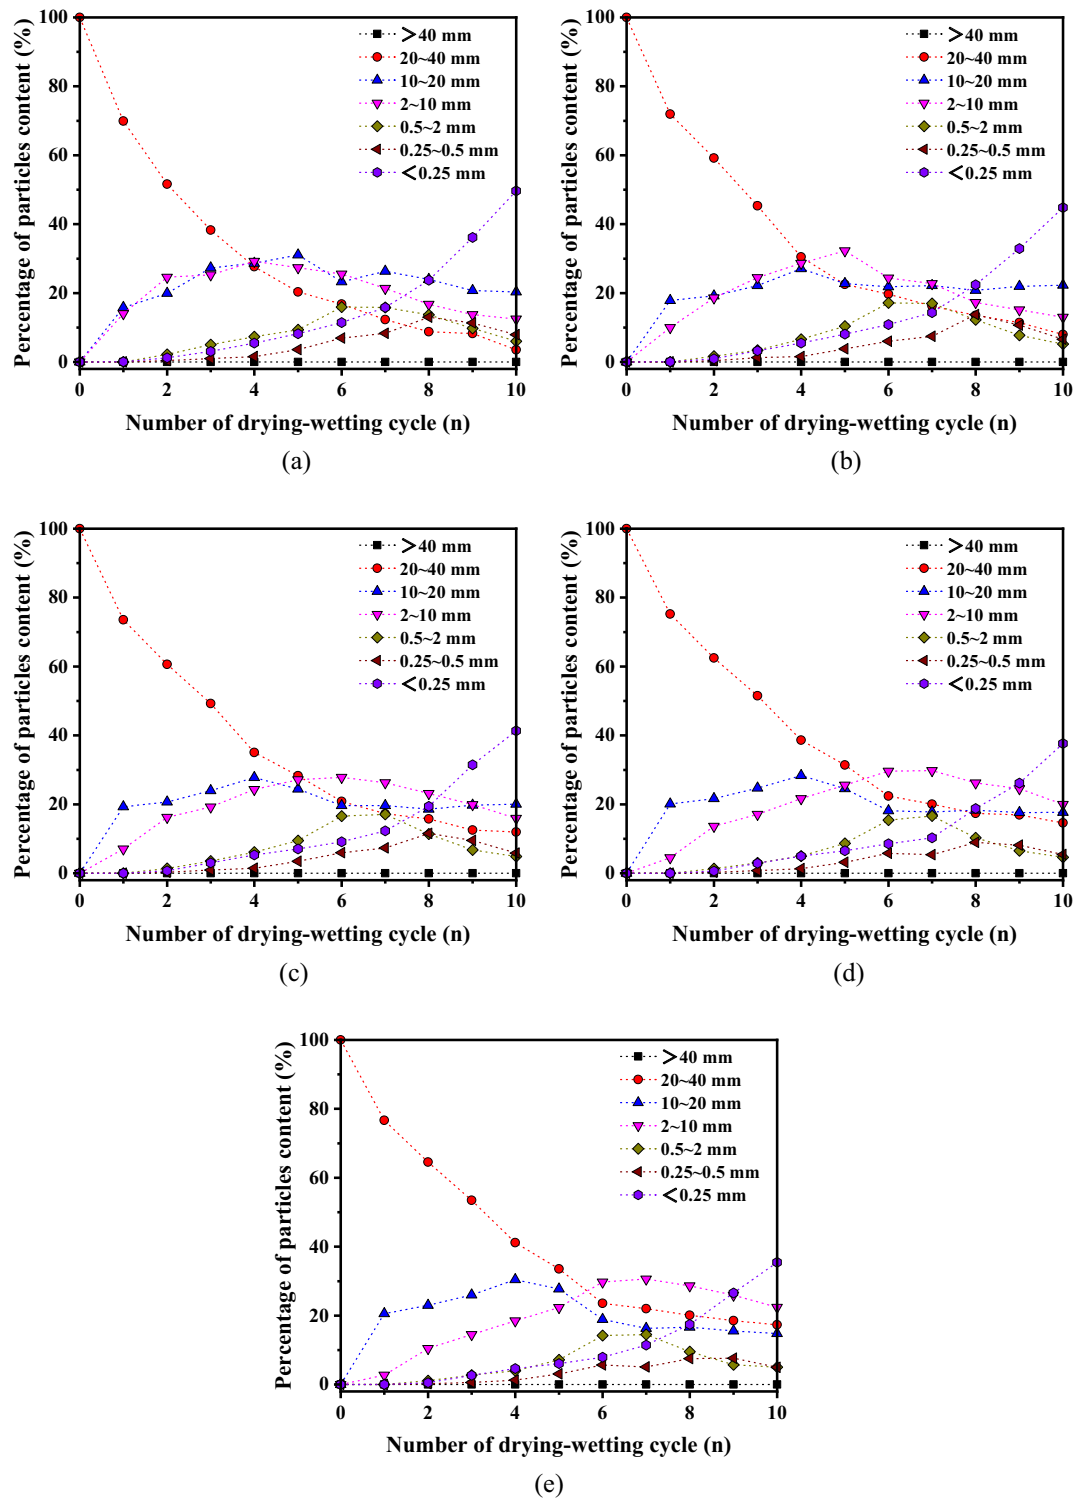 Percentage of particles content (%)
100
80
60
40
20
0
>40 mm
20~40 mm
10~20 mm
2~10 mm
0.5~2 mm
0.25~0.5 mm
<0.25 mm
0 2 4 6 8 10
Number of drying-wetting cycle (n)
(a)
Percentage of particles content (%)
100
80
60
40
20
0
>40 mm
20~40 mm
10~20 mm
2~10 mm
0.5~2 mm
0.25~0.5 mm
<0.25 mm
0 2 4 6 8 10
Number of drying-wetting cycle (n)
(b)
Percentage of particles content (%)
100
80
60
40
20
0
>40 mm
20~40 mm
10~20 mm
2~10 mm
0.5~2 mm
0.25~0.5 mm
<0.25 mm
0 2 4 6 8 10
Number of drying-wetting cycle (n)
(c)
Percentage of particles content (%)
100
80
60
40
20
0
>40 mm
20~40 mm
10~20 mm
2~10 mm
0.5~2 mm
0.25~0.5 mm
<0.25 mm
0 2 4 6 8 10
Number of drying-wetting cycle (n)
(d)
Percentage of particles content (%)
100
80
60
40
20
0
>40 mm
20~40 mm
10~20 mm
2~10 mm
0.5~2 mm
0.25~0.5 mm
<0.25 mm
0 2 4 6 8 10
Number of drying-wetting cycle (n)
(e)